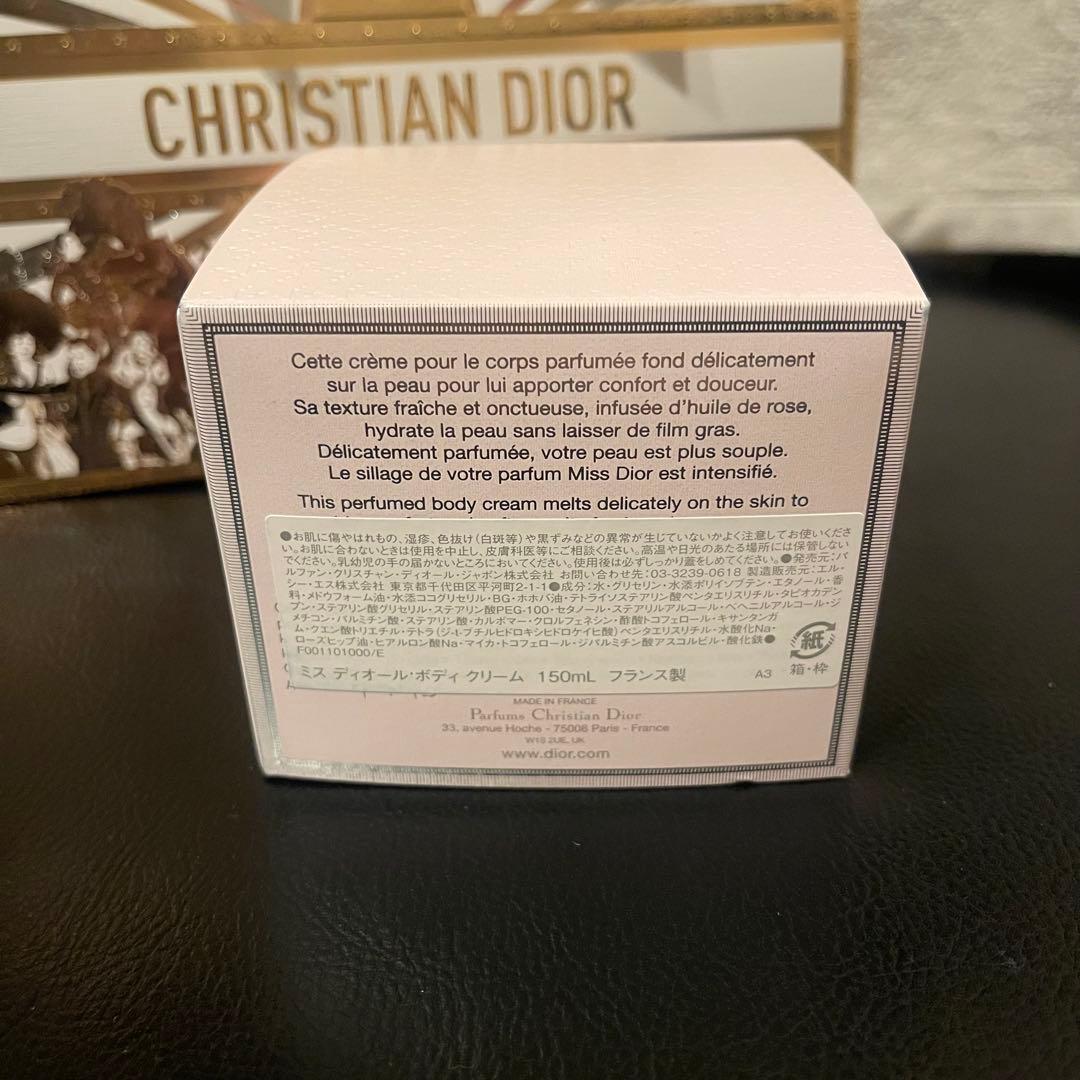 CHRISTIAN DIOR
Cette crème pour le corps parfumée fond délicatement
sur la peau pour lui apporter confort et douceur.
Sa texture fraîche et onctueuse, infusée d'huile de rose,
hydrate la peau sans laisser de film gras.
Délicatement parfumée, votre peau est plus souple.
Le sillage de votre parfum Miss Dior est intensifié.
This perfumed body cream melts delicately on the skin to
●お肌に傷やはれもの、湿疹、色抜け(白斑等)や黒ずみなどの異常が生じていないかよく注意してお使いくださ
い。お肌に合わないときは使用を中止し、皮膚科医等にご相談ください。高温や日光のあたる場所には保管しない
でください。乳幼児の手の届かないところにおいてください。使用後は必ずしっかり蓋をしめてください。●発売元:パ
ルファン・クリスチャン・ディオール・ジャポン株式会社 お問い合わせ先:03-3239-0618 製造販売元:エル・
シー・エス株式会社 東京都千代田区平河町2-1-1●成分:水・グリセリン・水添ポリイソブテン・エタノール・香
料・メドウフォーム油・水添ココグリセリル・BG・ホホバ油・テトライソステアリン酸ペンタエリスリチル・タピオカデン
プン・ステアリン酸グリセリル・ステアリン酸PEG-100・セタノール・ステアリルアルコール・ベヘニルアルコール・ジ
メチコン・パルミチン酸・ステアリン酸・カルボマー・クロルフェネシン・酢酸トコフェロール・キサンタンガ
ム・クエン酸トリエチル・テトラ(ジ-t-ブチルヒドロキシヒドロケイヒ酸)ペンタエリスリチル・水酸化Na・
ローズヒップ油・ヒアルロン酸Na・マイカ・トコフェロール・ジパルミチン酸アスコルビル・酸化鉄●
F001101000/E
紙
ミス ディオール・ボディ クリーム 150mL フランス製 A3 箱・枠
MADE IN FRANCE
Parfums Christian Dior
33, avenue Hoche - 75008 Paris - France
W1S 2UE, UK
www.dior.com